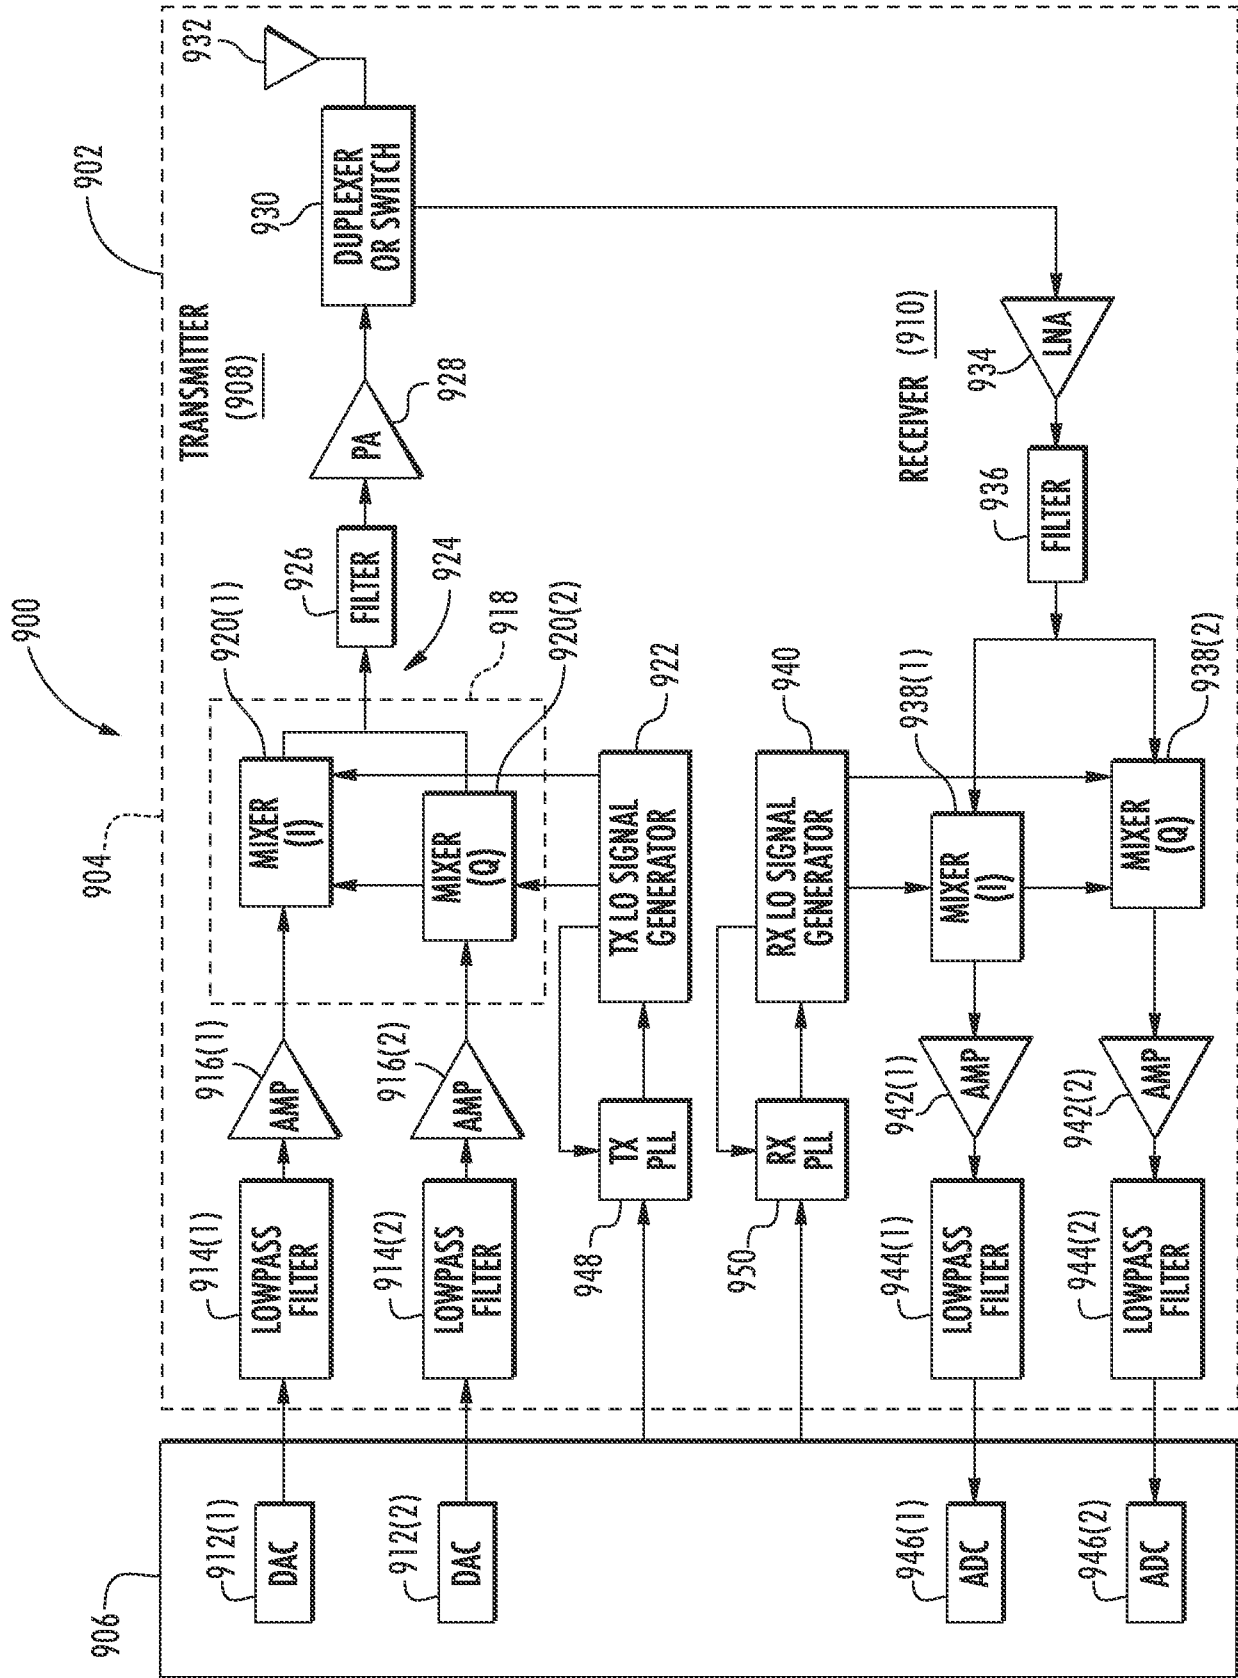 900
902
904
906
TRANSMITTER
(908)
932
930
DUPLEXER
OR SWITCH
928
PA
926
FILTER
924
918
920(1)
MIXER
(I)
920(2)
MIXER
(Q)
916(1)
AMP
916(2)
AMP
914(1)
LOWPASS
FILTER
914(2)
LOWPASS
FILTER
912(1)
DAC
912(2)
DAC
922
TX LO SIGNAL
GENERATOR
948
TX
PLL
940
RX LO SIGNAL
GENERATOR
950
RX
PLL
RECEIVER (910)
934
LNA
936
FILTER
938(1)
MIXER
(I)
938(2)
MIXER
(Q)
942(1)
AMP
942(2)
AMP
944(1)
LOWPASS
FILTER
944(2)
LOWPASS
FILTER
946(1)
ADC
946(2)
ADC